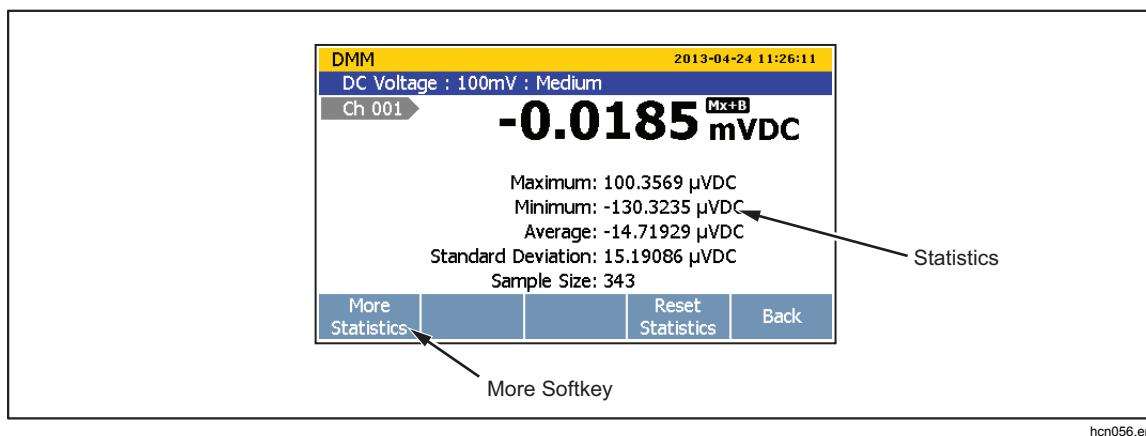 DMM 2013-04-24 11:26:11
DC Voltage : 100mV : Medium
Ch 001
-0.0185 Mx+B mVDC
Maximum: 100.3569 µVDC
Minimum: -130.3235 µVDC
Average: -14.71929 µVDC
Standard Deviation: 15.19086 µVDC
Sample Size: 343
Statistics
More Statistics
Reset Statistics
Back
More Softkey